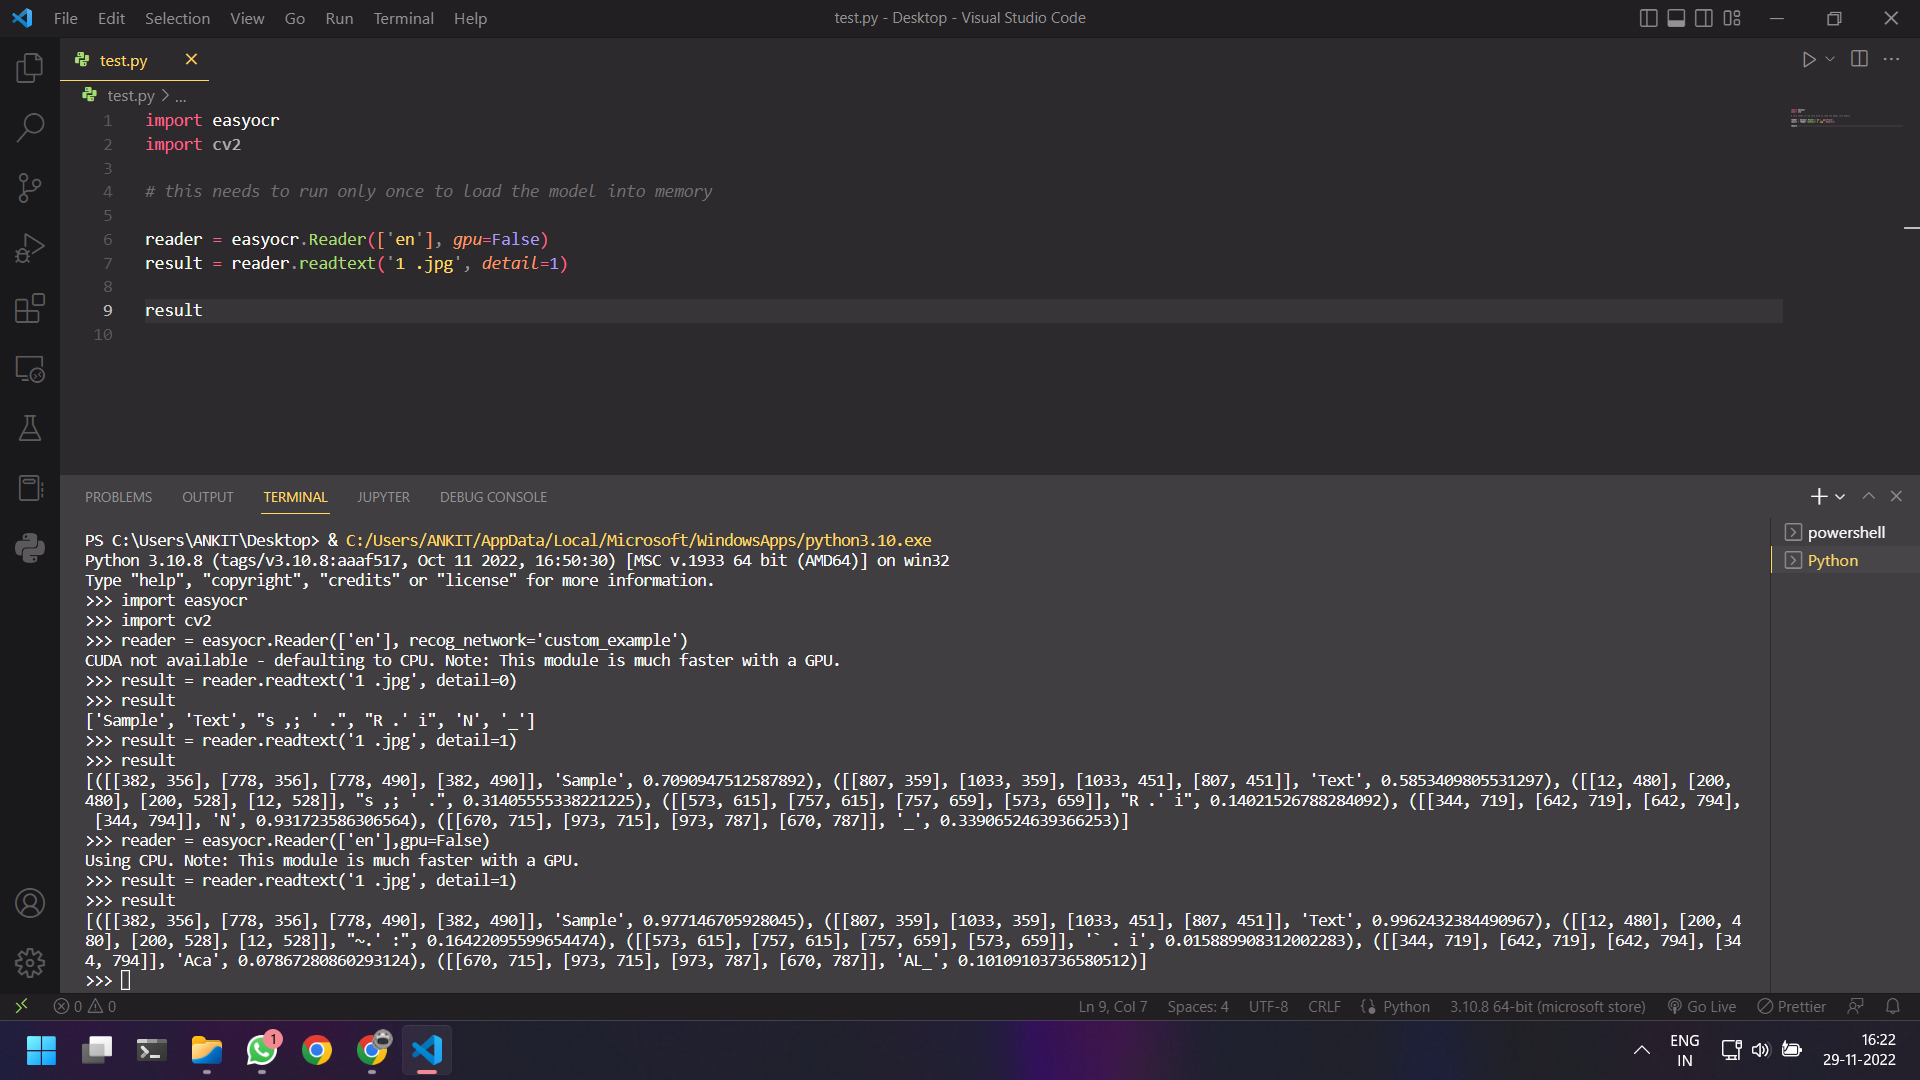 File Edit Selection View Go Run Terminal Help
test.py - Desktop - Visual Studio Code
test.py
test.py > ...
1 import easyocr
2 import cv2
3
4 # this needs to run only once to load the model into memory
5
6 reader = easyocr.Reader(['en'], gpu=False)
7 result = reader.readtext('1 .jpg', detail=1)
8
9 result
10
PROBLEMS OUTPUT TERMINAL JUPYTER DEBUG CONSOLE
powershell
Python
PS C:\Users\ANKIT\Desktop> & C:/Users/ANKIT/AppData/Local/Microsoft/WindowsApps/python3.10.exe
Python 3.10.8 (tags/v3.10.8:aaaf517, Oct 11 2022, 16:50:30) [MSC v.1933 64 bit (AMD64)] on win32
Type "help", "copyright", "credits" or "license" for more information.
>>> import easyocr
>>> import cv2
>>> reader = easyocr.Reader(['en'], recog_network='custom_example')
CUDA not available - defaulting to CPU. Note: This module is much faster with a GPU.
>>> result = reader.readtext('1 .jpg', detail=0)
>>> result
['Sample', 'Text', "s ,; ' .", "R .' i", 'N', '_']
>>> result = reader.readtext('1 .jpg', detail=1)
>>> result
[([[382, 356], [778, 356], [778, 490], [382, 490]], 'Sample', 0.7090947512587892), ([[807, 359], [1033, 359], [1033, 451], [807, 451]], 'Text', 0.5853409805531297), ([[12, 480], [200,
480], [200, 528], [12, 528]], "s ,; ' .", 0.31405555338221225), ([[573, 615], [757, 615], [757, 659], [573, 659]], "R .' i", 0.14021526788284092), ([[344, 719], [642, 719], [642, 794],
[344, 794]], 'N', 0.931723586306564), ([[670, 715], [973, 715], [973, 787], [670, 787]], '_', 0.33906524639366253)]
>>> reader = easyocr.Reader(['en'],gpu=False)
Using CPU. Note: This module is much faster with a GPU.
>>> result = reader.readtext('1 .jpg', detail=1)
>>> result
[([[382, 356], [778, 356], [778, 490], [382, 490]], 'Sample', 0.977146705928045), ([[807, 359], [1033, 359], [1033, 451], [807, 451]], 'Text', 0.9962432384490967), ([[12, 480], [200, 4
80], [200, 528], [12, 528]], "~.' :", 0.16422095599654474), ([[573, 615], [757, 615], [757, 659], [573, 659]], '` . i', 0.015889908312002283), ([[344, 719], [642, 719], [642, 794], [34
4, 794]], 'Aca', 0.07867280860293124), ([[670, 715], [973, 715], [973, 787], [670, 787]], 'AL_', 0.10109103736580512)]
>>>
0 0 Ln 9, Col 7 Spaces: 4 UTF-8 CRLF Python 3.10.8 64-bit (microsoft store) Go Live Prettier
1
ENG
IN
16:22
29-11-2022